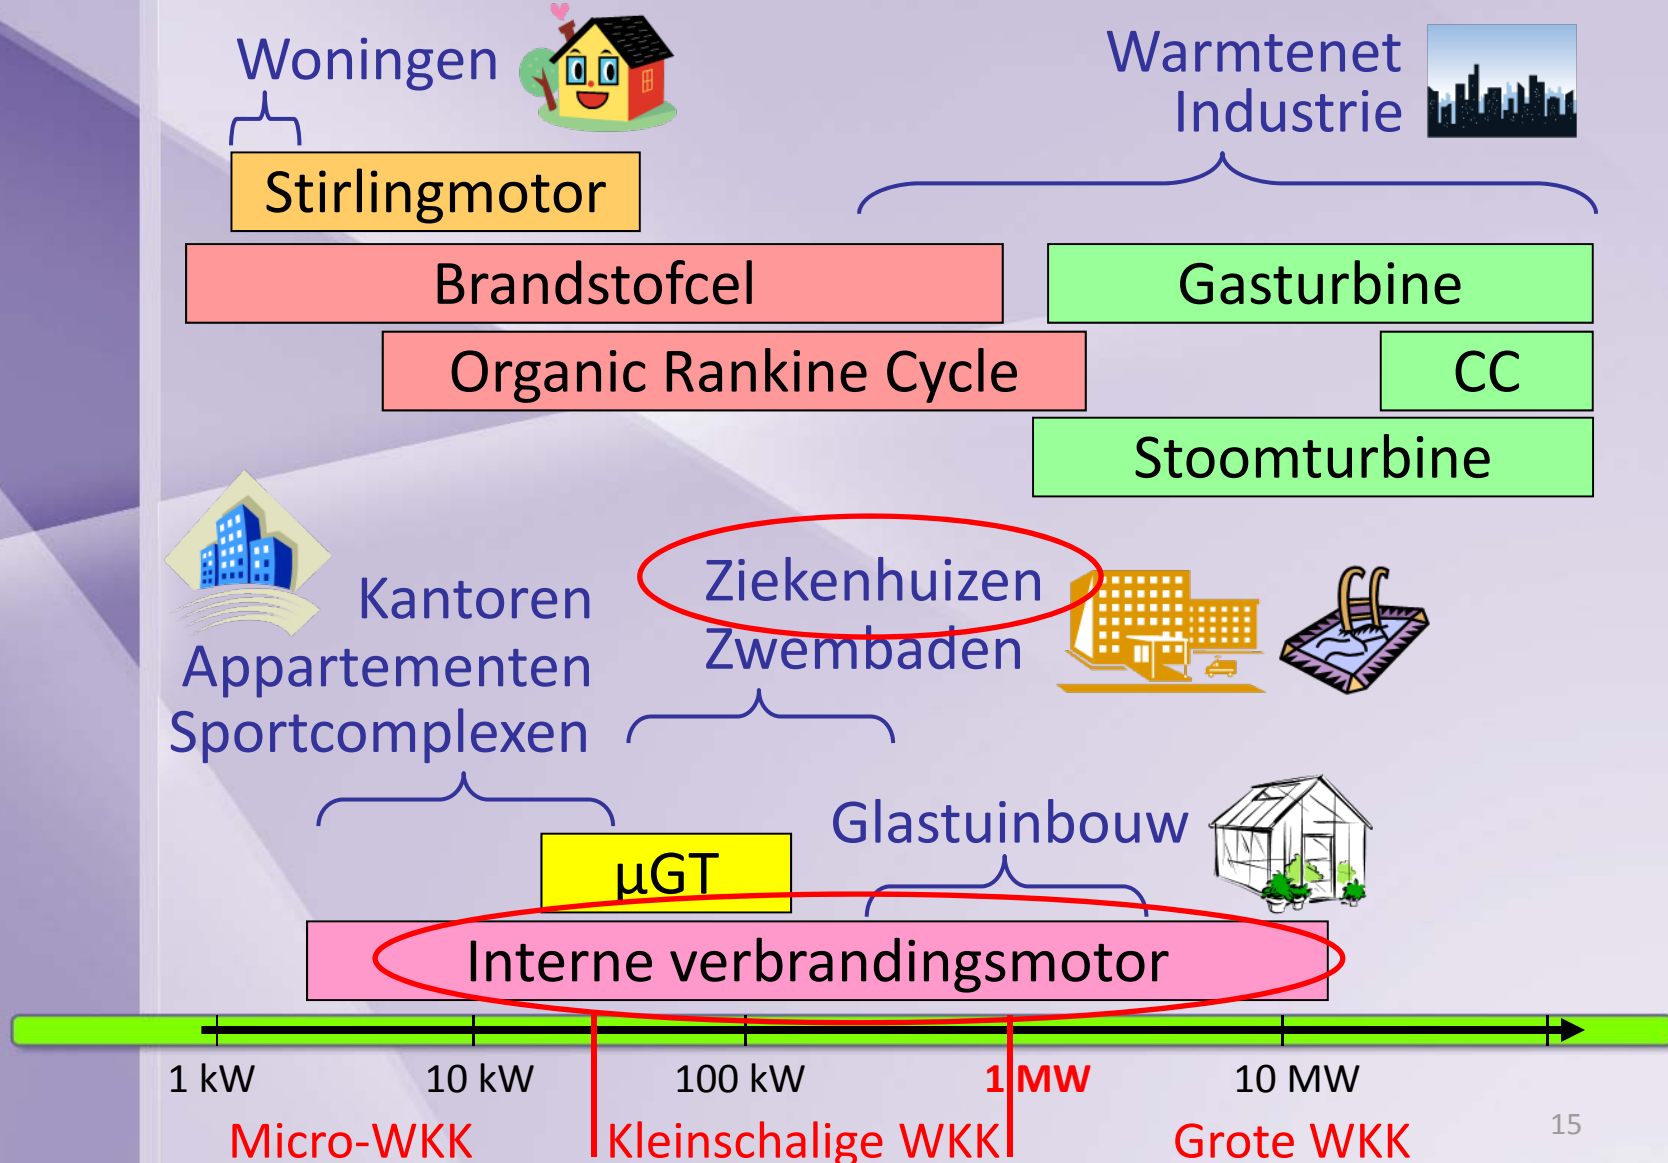 Woningen
Warmtenet
Industrie
Stirlingmotor
Brandstofcel
Gasturbine
Organic Rankine Cycle
CC
Stoomturbine
Kantoren
Appartementen
Sportcomplexen
Ziekenhuizen
Zwembaden
Glastuinbouw
µGT
Interne verbrandingsmotor
1 kW
10 kW
100 kW
1 MW
10 MW
Micro-WKK
Kleinschalige WKK
Grote WKK
15